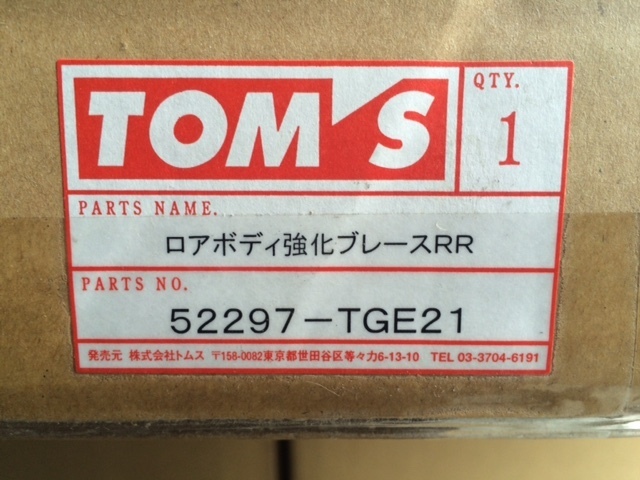 TOM'S
QTY.
1
PARTS NAME.
ロアボディ強化ブレースRR
PARTS NO.
52297-TGE21
発売元 株式会社トムス 〒158-0082東京都世田谷区等々力6-13-10 TEL 03-3704-6191